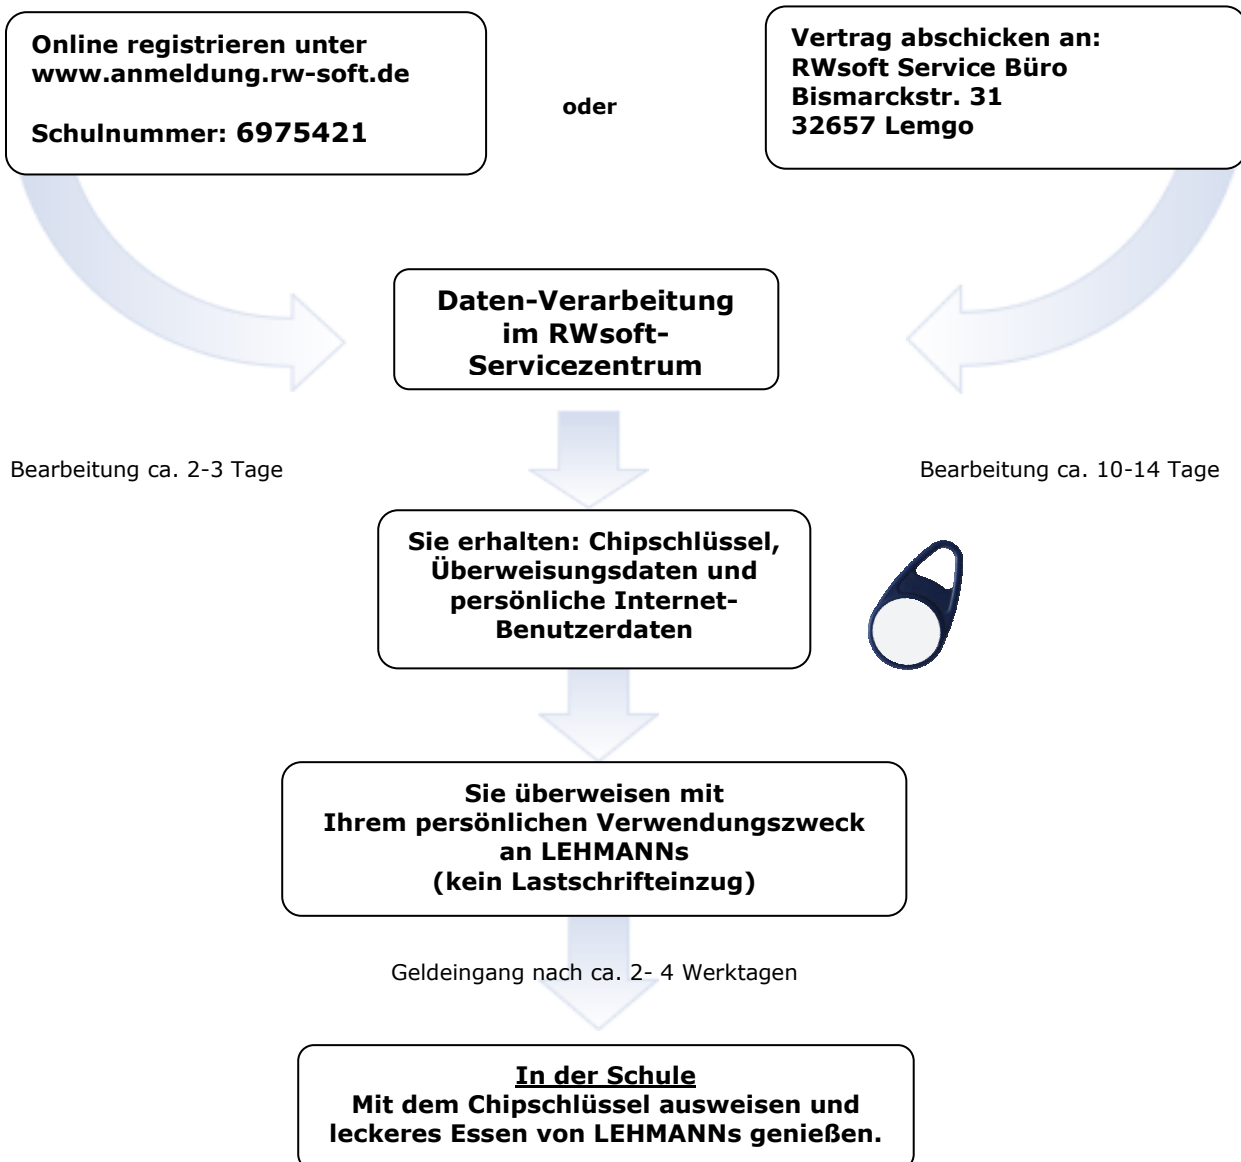 Online registrieren unter
www.anmeldung.rw-soft.de
Schulnummer: 6975421
oder
Vertrag abschicken an:
RWsoft Service Büro
Bismarckstr. 31
32657 Lemgo
Daten-Verarbeitung
im RWsoft-
Servicezentrum
Bearbeitung ca. 2-3 Tage
Bearbeitung ca. 10-14 Tage
Sie erhalten: Chipschlüssel,
Überweisungsdaten und
persönliche Internet-
Benutzerdaten
Sie überweisen mit
Ihrem persönlichen Verwendungszweck
an LEHMANNs
(kein Lastschrifteinzug)
Geldeingang nach ca. 2- 4 Werktagen
In der Schule
Mit dem Chipschlüssel ausweisen und
leckeres Essen von LEHMANNs genießen.